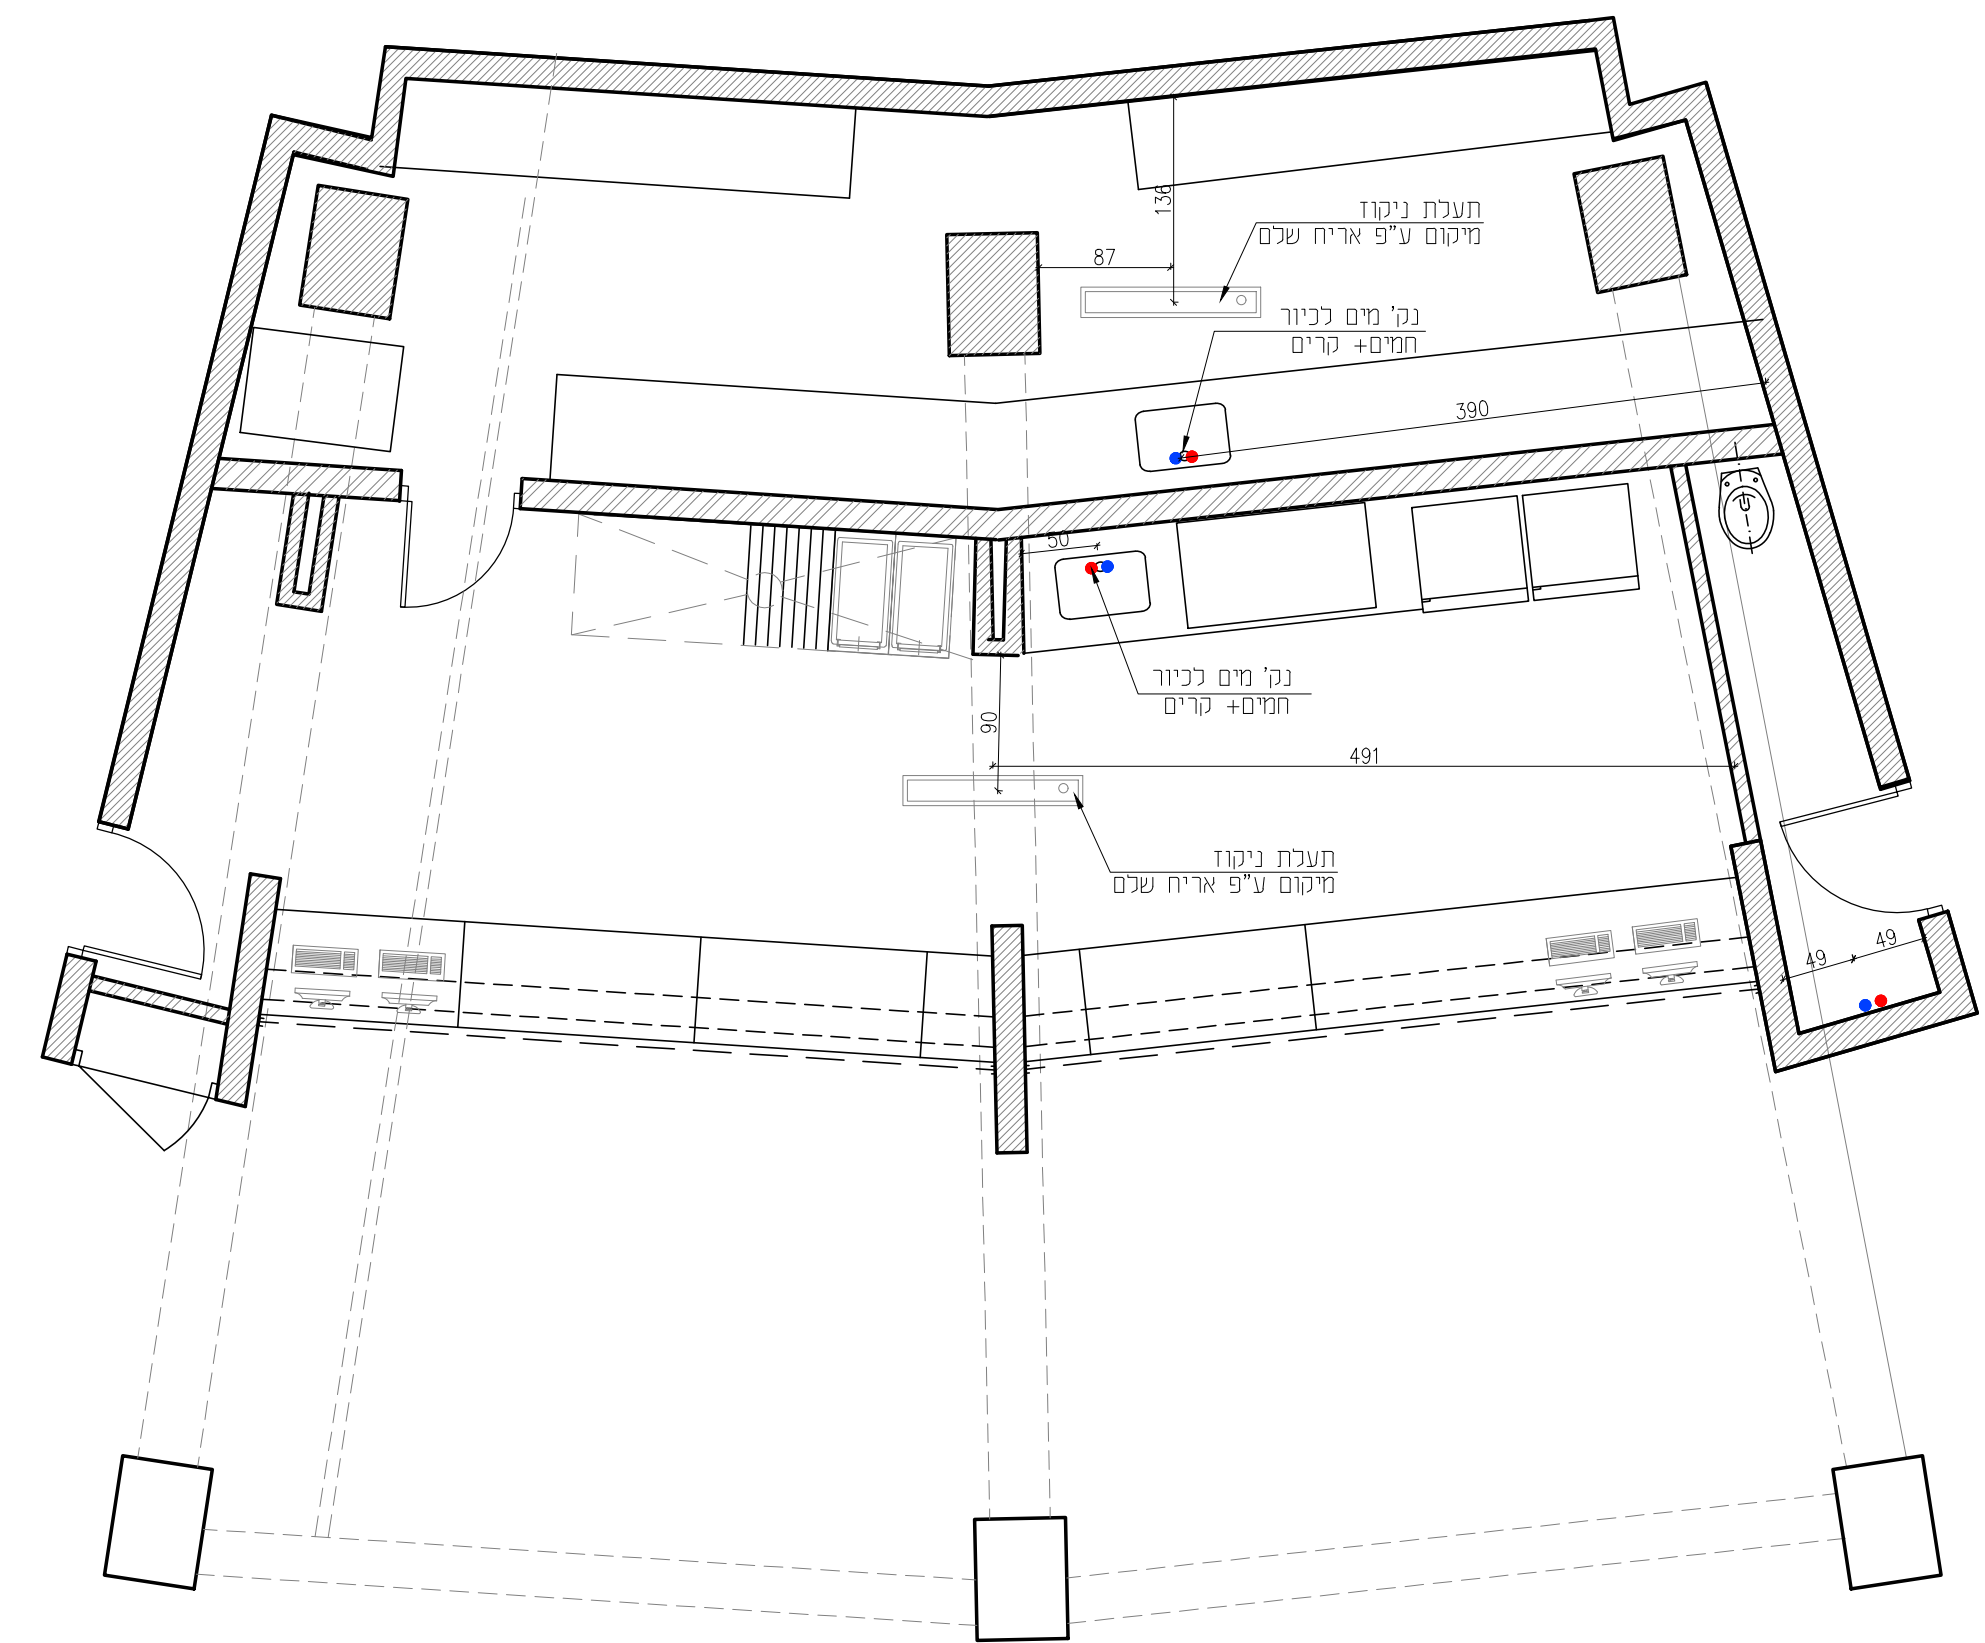 136
תעלת ניקוז
מיקום ע"פ אריח שלם
87
נק' מים לכיור
חמים+ קרים
390
50
נק' מים לכיור
חמים+ קרים
90
491
תעלת ניקוז
מיקום ע"פ אריח שלם
49
49